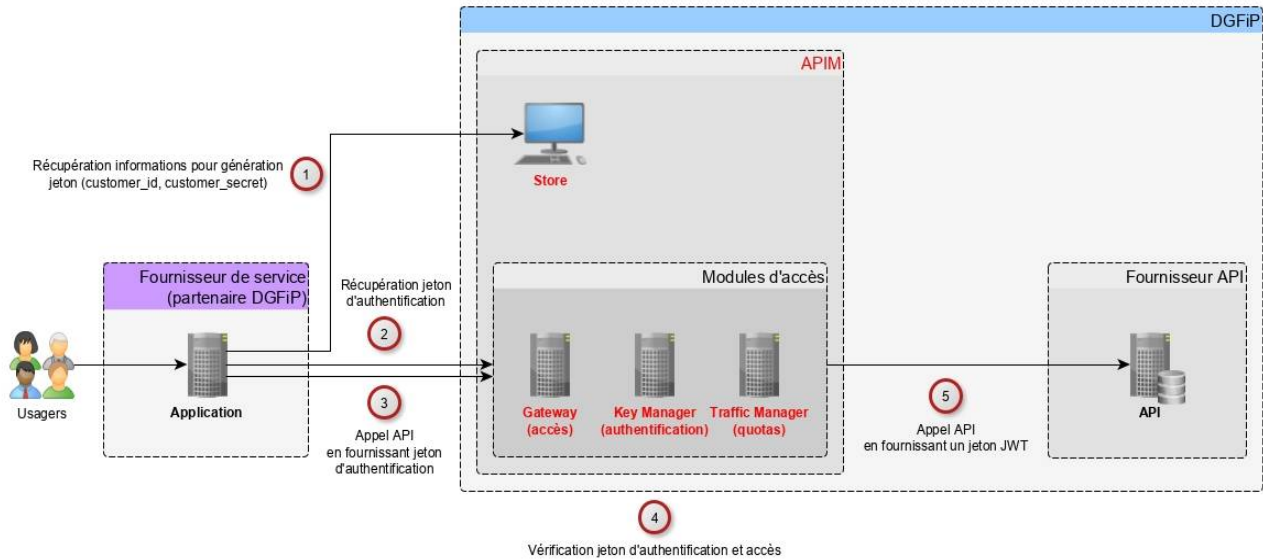 DGFiP
APIM
Store
Récupération informations pour génération
jeton (customer_id, customer_secret)
1
Fournisseur de service
(partenaire DGFiP)
Récupération jeton
d'authentification
2
Modules d'accès
Fournisseur API
Usagers
Application
3
Appel API
en fournissant jeton
d'authentification
Gateway
(accès)
Key Manager
(authentification)
Traffic Manager
(quotas)
5
Appel API
en fournissant un jeton JWT
API
4
Vérification jeton d'authentification et accès